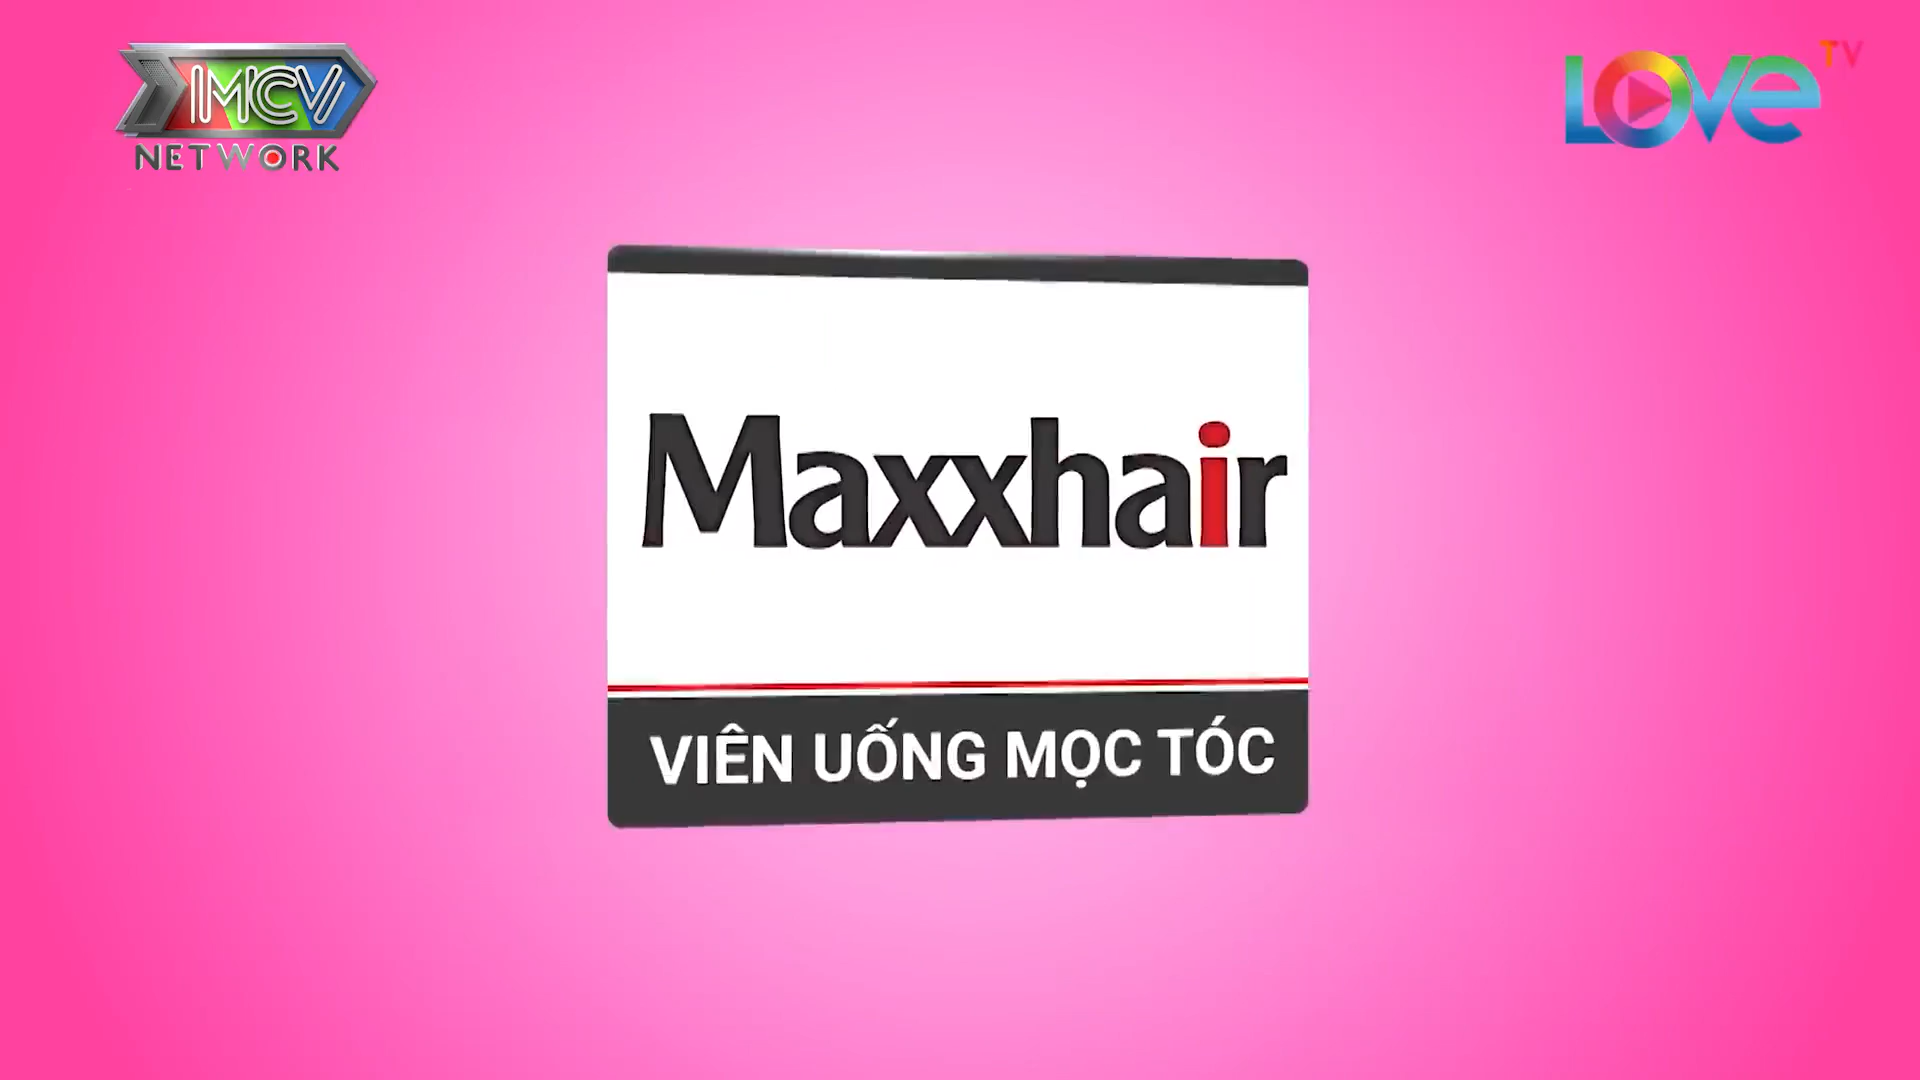 MCV
NETWORK
LOVE TV
Maxxhair
VIÊN UỐNG MỌC TÓC